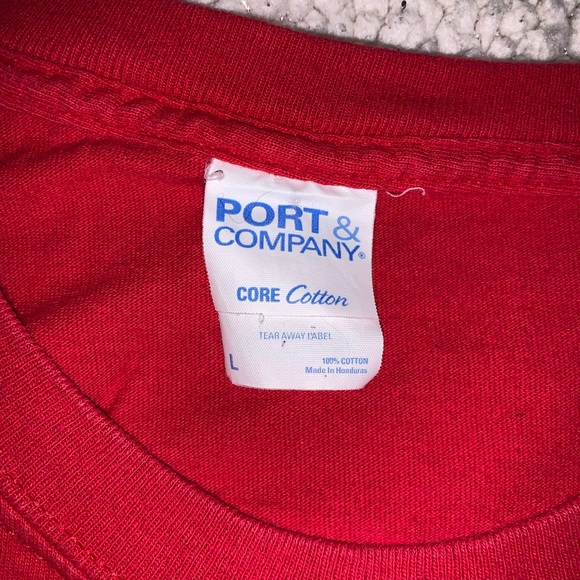 PORT &
COMPANY®
CORE Cotton
TEAR AWAY LABEL
L
100% COTTON
Made In Honduras